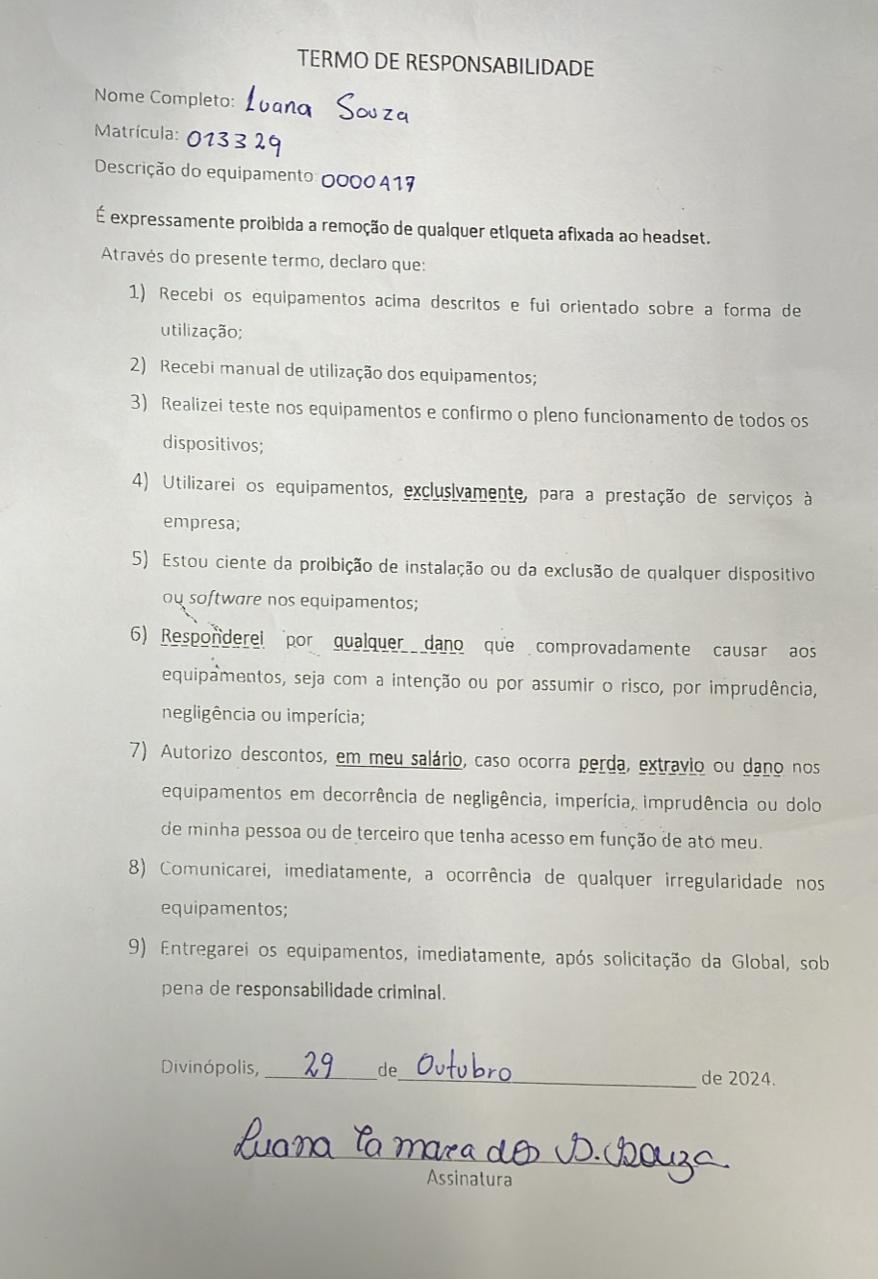 TERMO DE RESPONSABILIDADE
Nome Completo: Luana Souza
Matrícula: 013329
Descrição do equipamento: 0000417
É expressamente proibida a remoção de qualquer etiqueta afixada ao headset.
Através do presente termo, declaro que:
1) Recebi os equipamentos acima descritos e fui orientado sobre a forma de
utilização;
2) Recebi manual de utilização dos equipamentos;
3) Realizei teste nos equipamentos e confirmo o pleno funcionamento de todos os
dispositivos;
4) Utilizarei os equipamentos, exclusivamente, para a prestação de serviços à
empresa;
5) Estou ciente da proibição de instalação ou da exclusão de qualquer dispositivo
ou software nos equipamentos;
6) Responderei por qualquer dano que comprovadamente causar aos
equipamentos, seja com a intenção ou por assumir o risco, por imprudência,
negligência ou imperícia;
7) Autorizo descontos, em meu salário, caso ocorra perda, extravio ou dano nos
equipamentos em decorrência de negligência, imperícia, imprudência ou dolo
de minha pessoa ou de terceiro que tenha acesso em função de ato meu.
8) Comunicarei, imediatamente, a ocorrência de qualquer irregularidade nos
equipamentos;
9) Entregarei os equipamentos, imediatamente, após solicitação da Global, sob
pena de responsabilidade criminal.
Divinópolis, 29 de Outubro de 2024.
Luana Tamara dos S. Souza
Assinatura